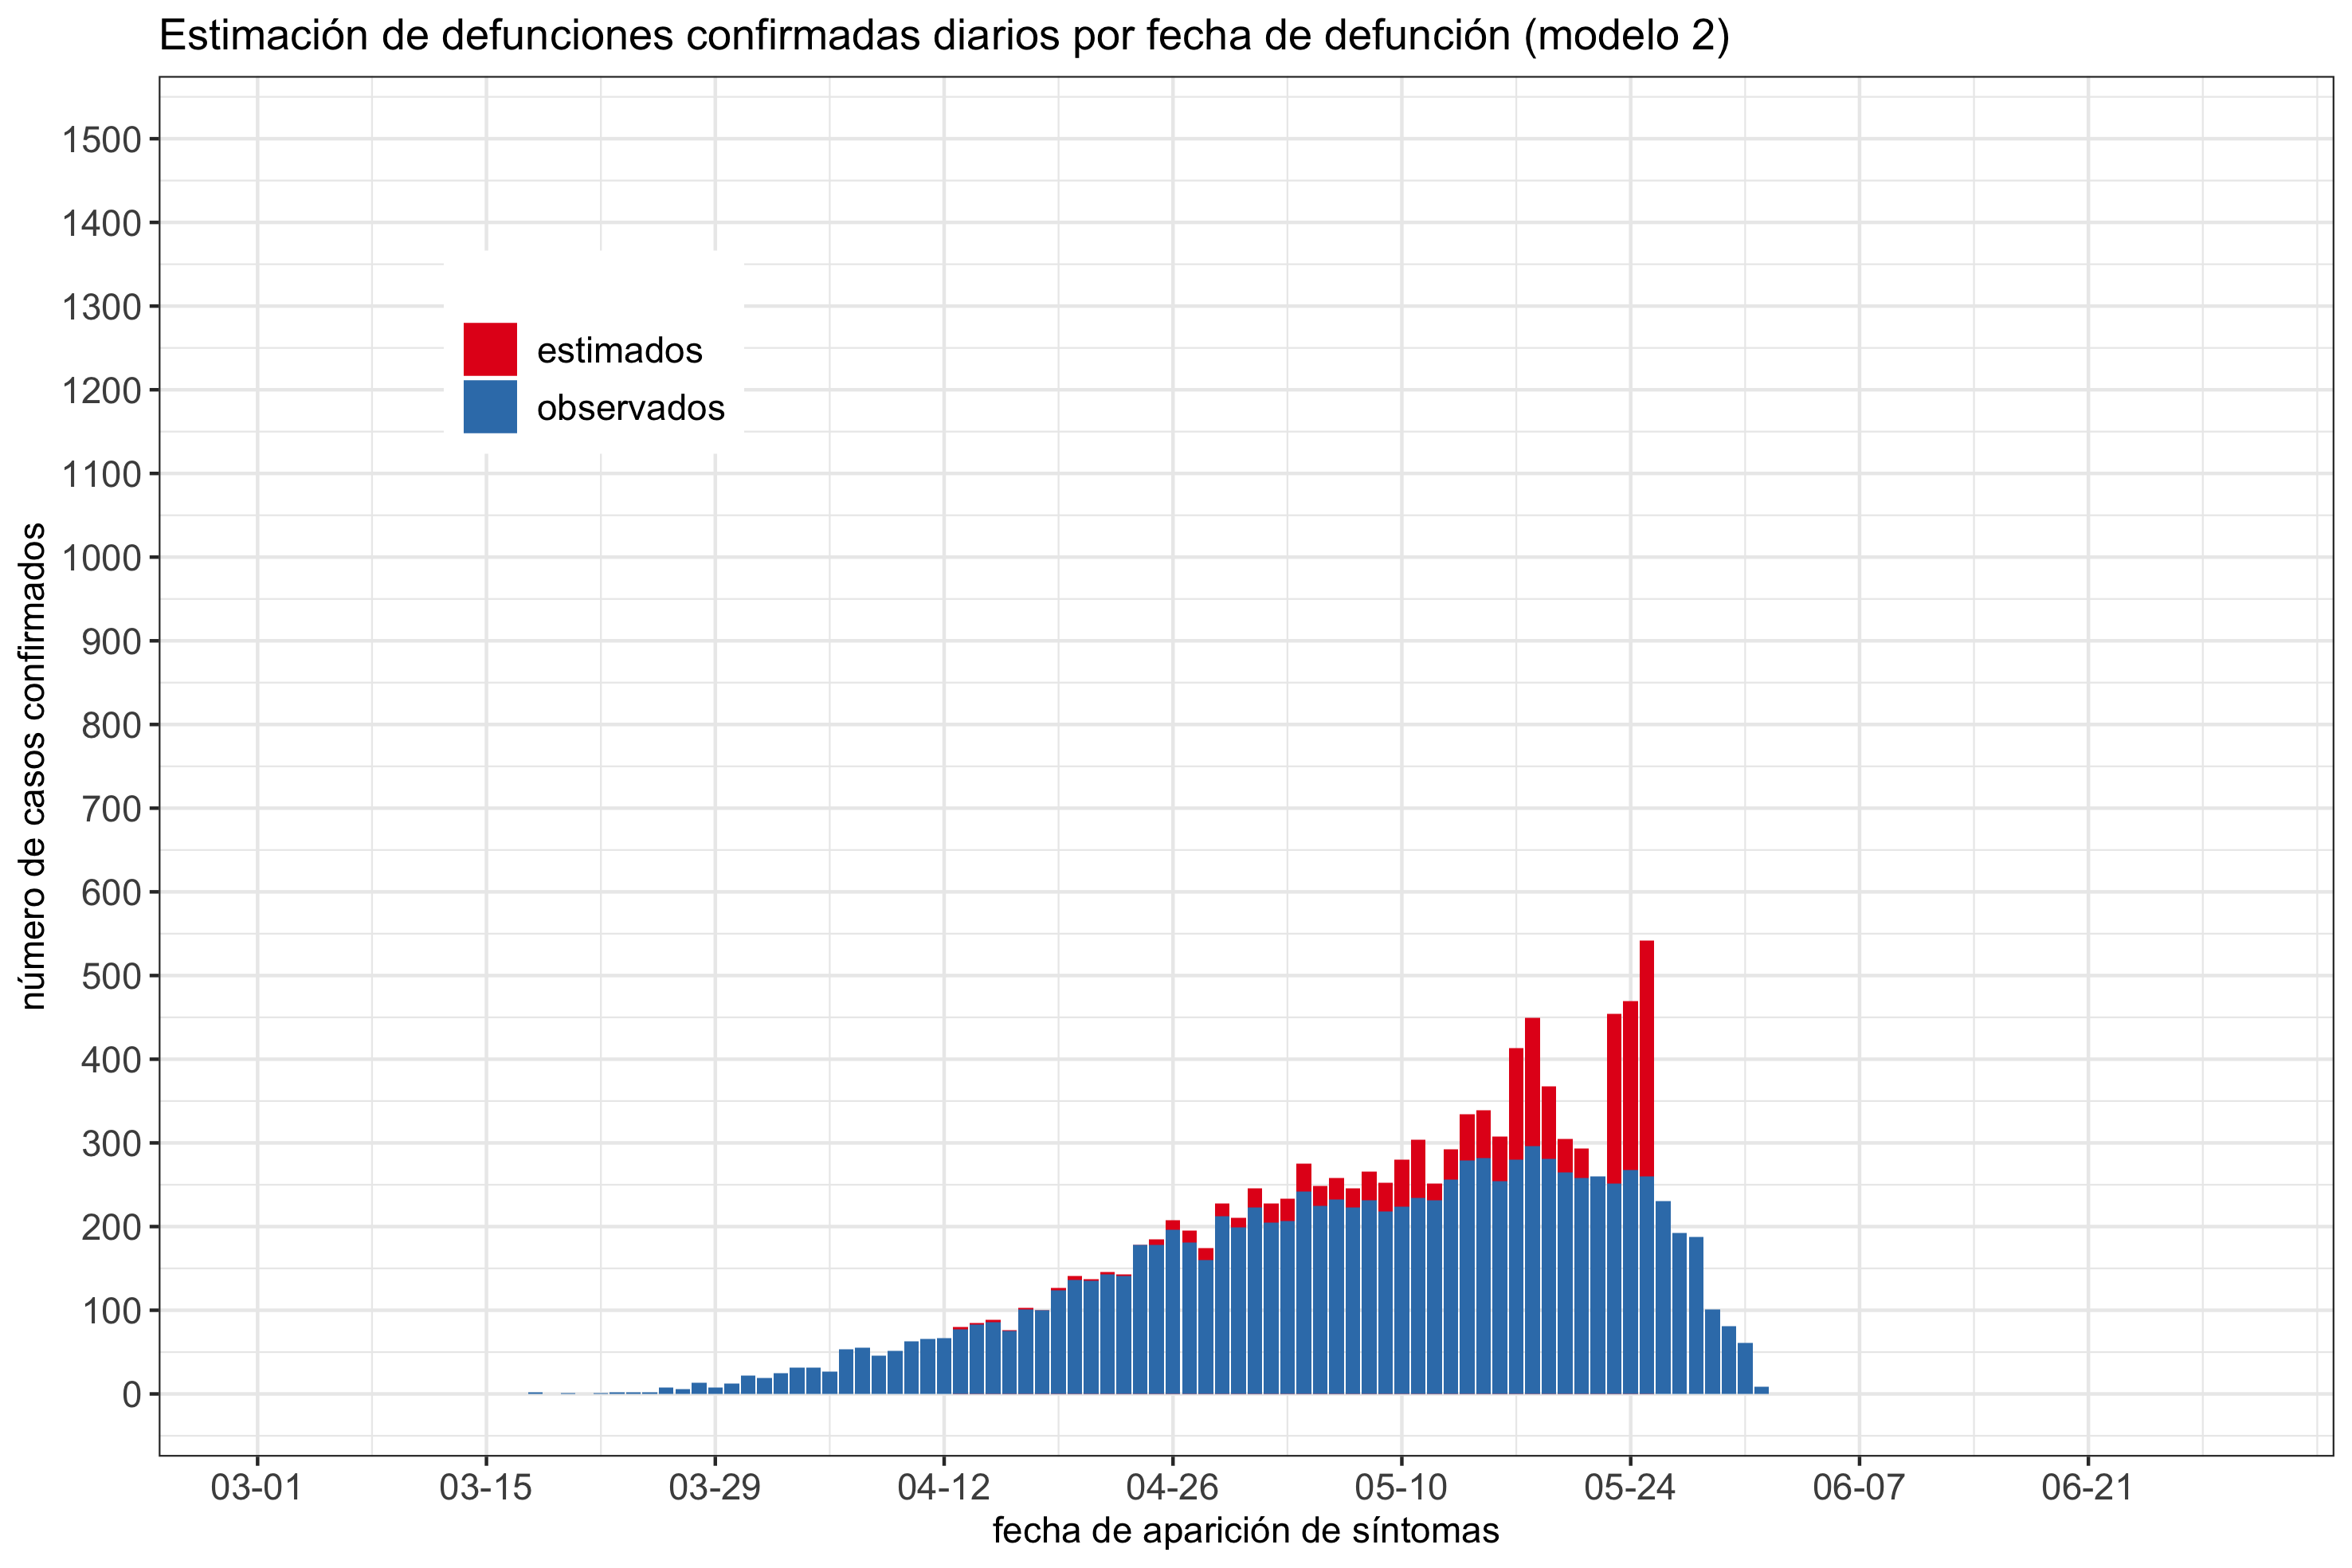 Estimación de defunciones confirmadas diarios por fecha de defunción (modelo 2)
número de casos confirmados
1500
1400
1300
1200
1100
1000
900
800
700
600
500
400
300
200
100
0
estimados
observados
03-01 03-15 03-29 04-12 04-26 05-10 05-24 06-07 06-21
fecha de aparición de síntomas